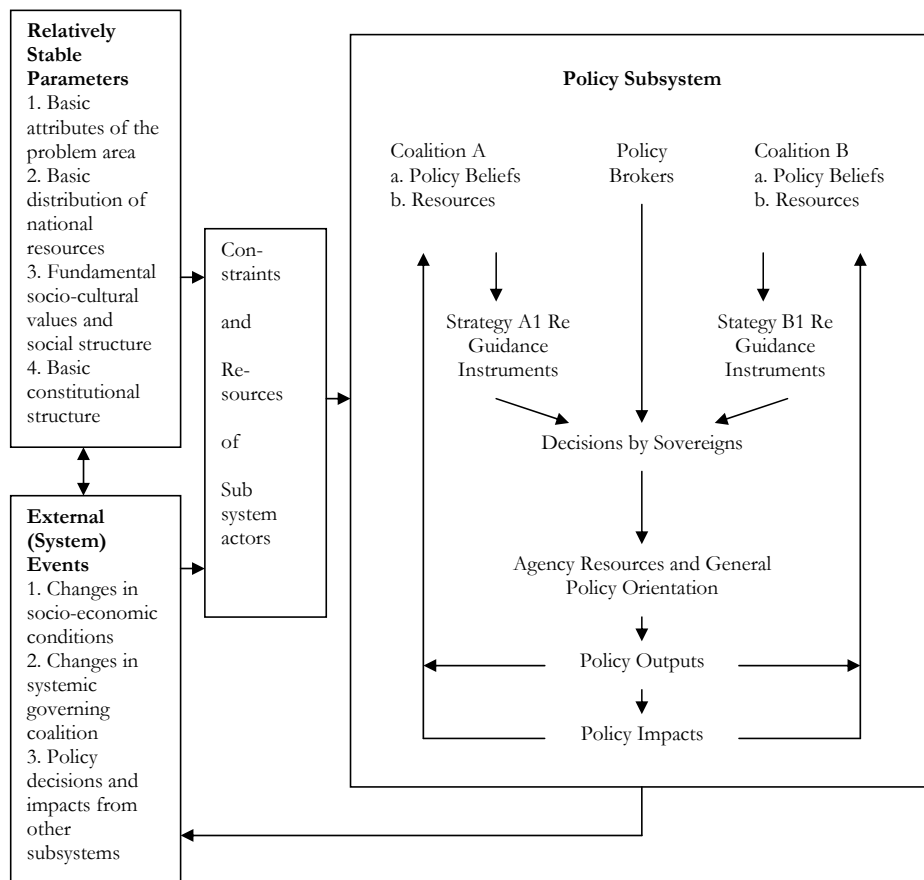 Relatively
Stable
Parameters
1. Basic
attributes of the
problem area
2. Basic
distribution of
national
resources
3. Fundamental
socio-cultural
values and
social structure
4. Basic
constitutional
structure
External
(System)
Events
1. Changes in
socio-economic
conditions
2. Changes in
systemic
governing
coalition
3. Policy
decisions and
impacts from
other
subsystems
Con-
straints
and
Re-
sources
of
Sub
system
actors
Policy Subsystem
Coalition A
a. Policy Beliefs
b. Resources
Policy
Brokers
Coalition B
a. Policy Beliefs
b. Resources
Strategy A1 Re
Guidance
Instruments
Stategy B1 Re
Guidance
Instruments
Decisions by Sovereigns
Agency Resources and General
Policy Orientation
Policy Outputs
Policy Impacts